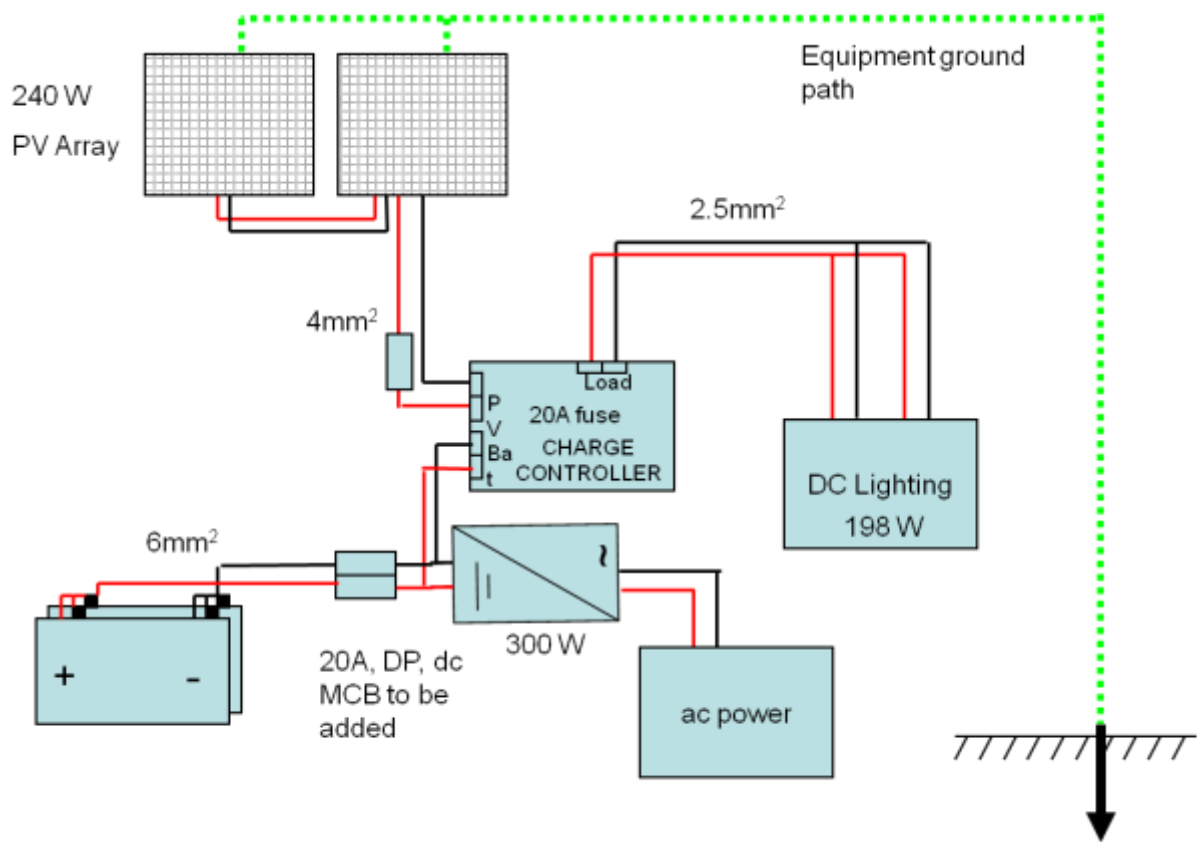 240 W
PV Array
Equipment ground
path
2.5mm²
4mm²
Load
P
V
20A fuse
Ba
t
CHARGE
CONTROLLER
DC Lighting
198 W
6mm²
~
300 W
+
-
20A, DP, dc
MCB to be
added
ac power